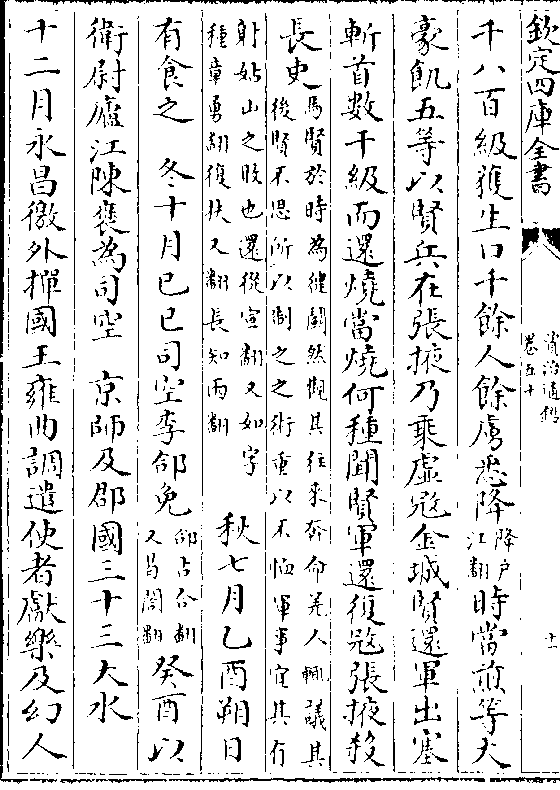 欽定四庫全書
資治通鑑
卷五十
十一
千八百級獲生口千餘人餘虜悉降降户
江翻時當煎等大
豪飢五等以賢兵在張掖乃乘虛寇金城賢還軍出塞
斬首數千級而還燒當燒何種聞賢軍還復寇張掖殺
長吏馬賢於時為健鬬然觀其往來奔命羌人輒議其
後賢不思所以制之之術重以不恤軍事宜其有
射姑山之敗也還從宣翻又如字
種章勇翻復扶又翻長知兩翻秋七月乙酉朔日
有食之 冬十月己巳司空李郃免郃古合翻
又曷閤翻癸酉以
衛尉廬江陳褒為司空 京師及郡國三十三大水
十二月永昌徼外撣國王雍曲調遣使者獻樂及幻人